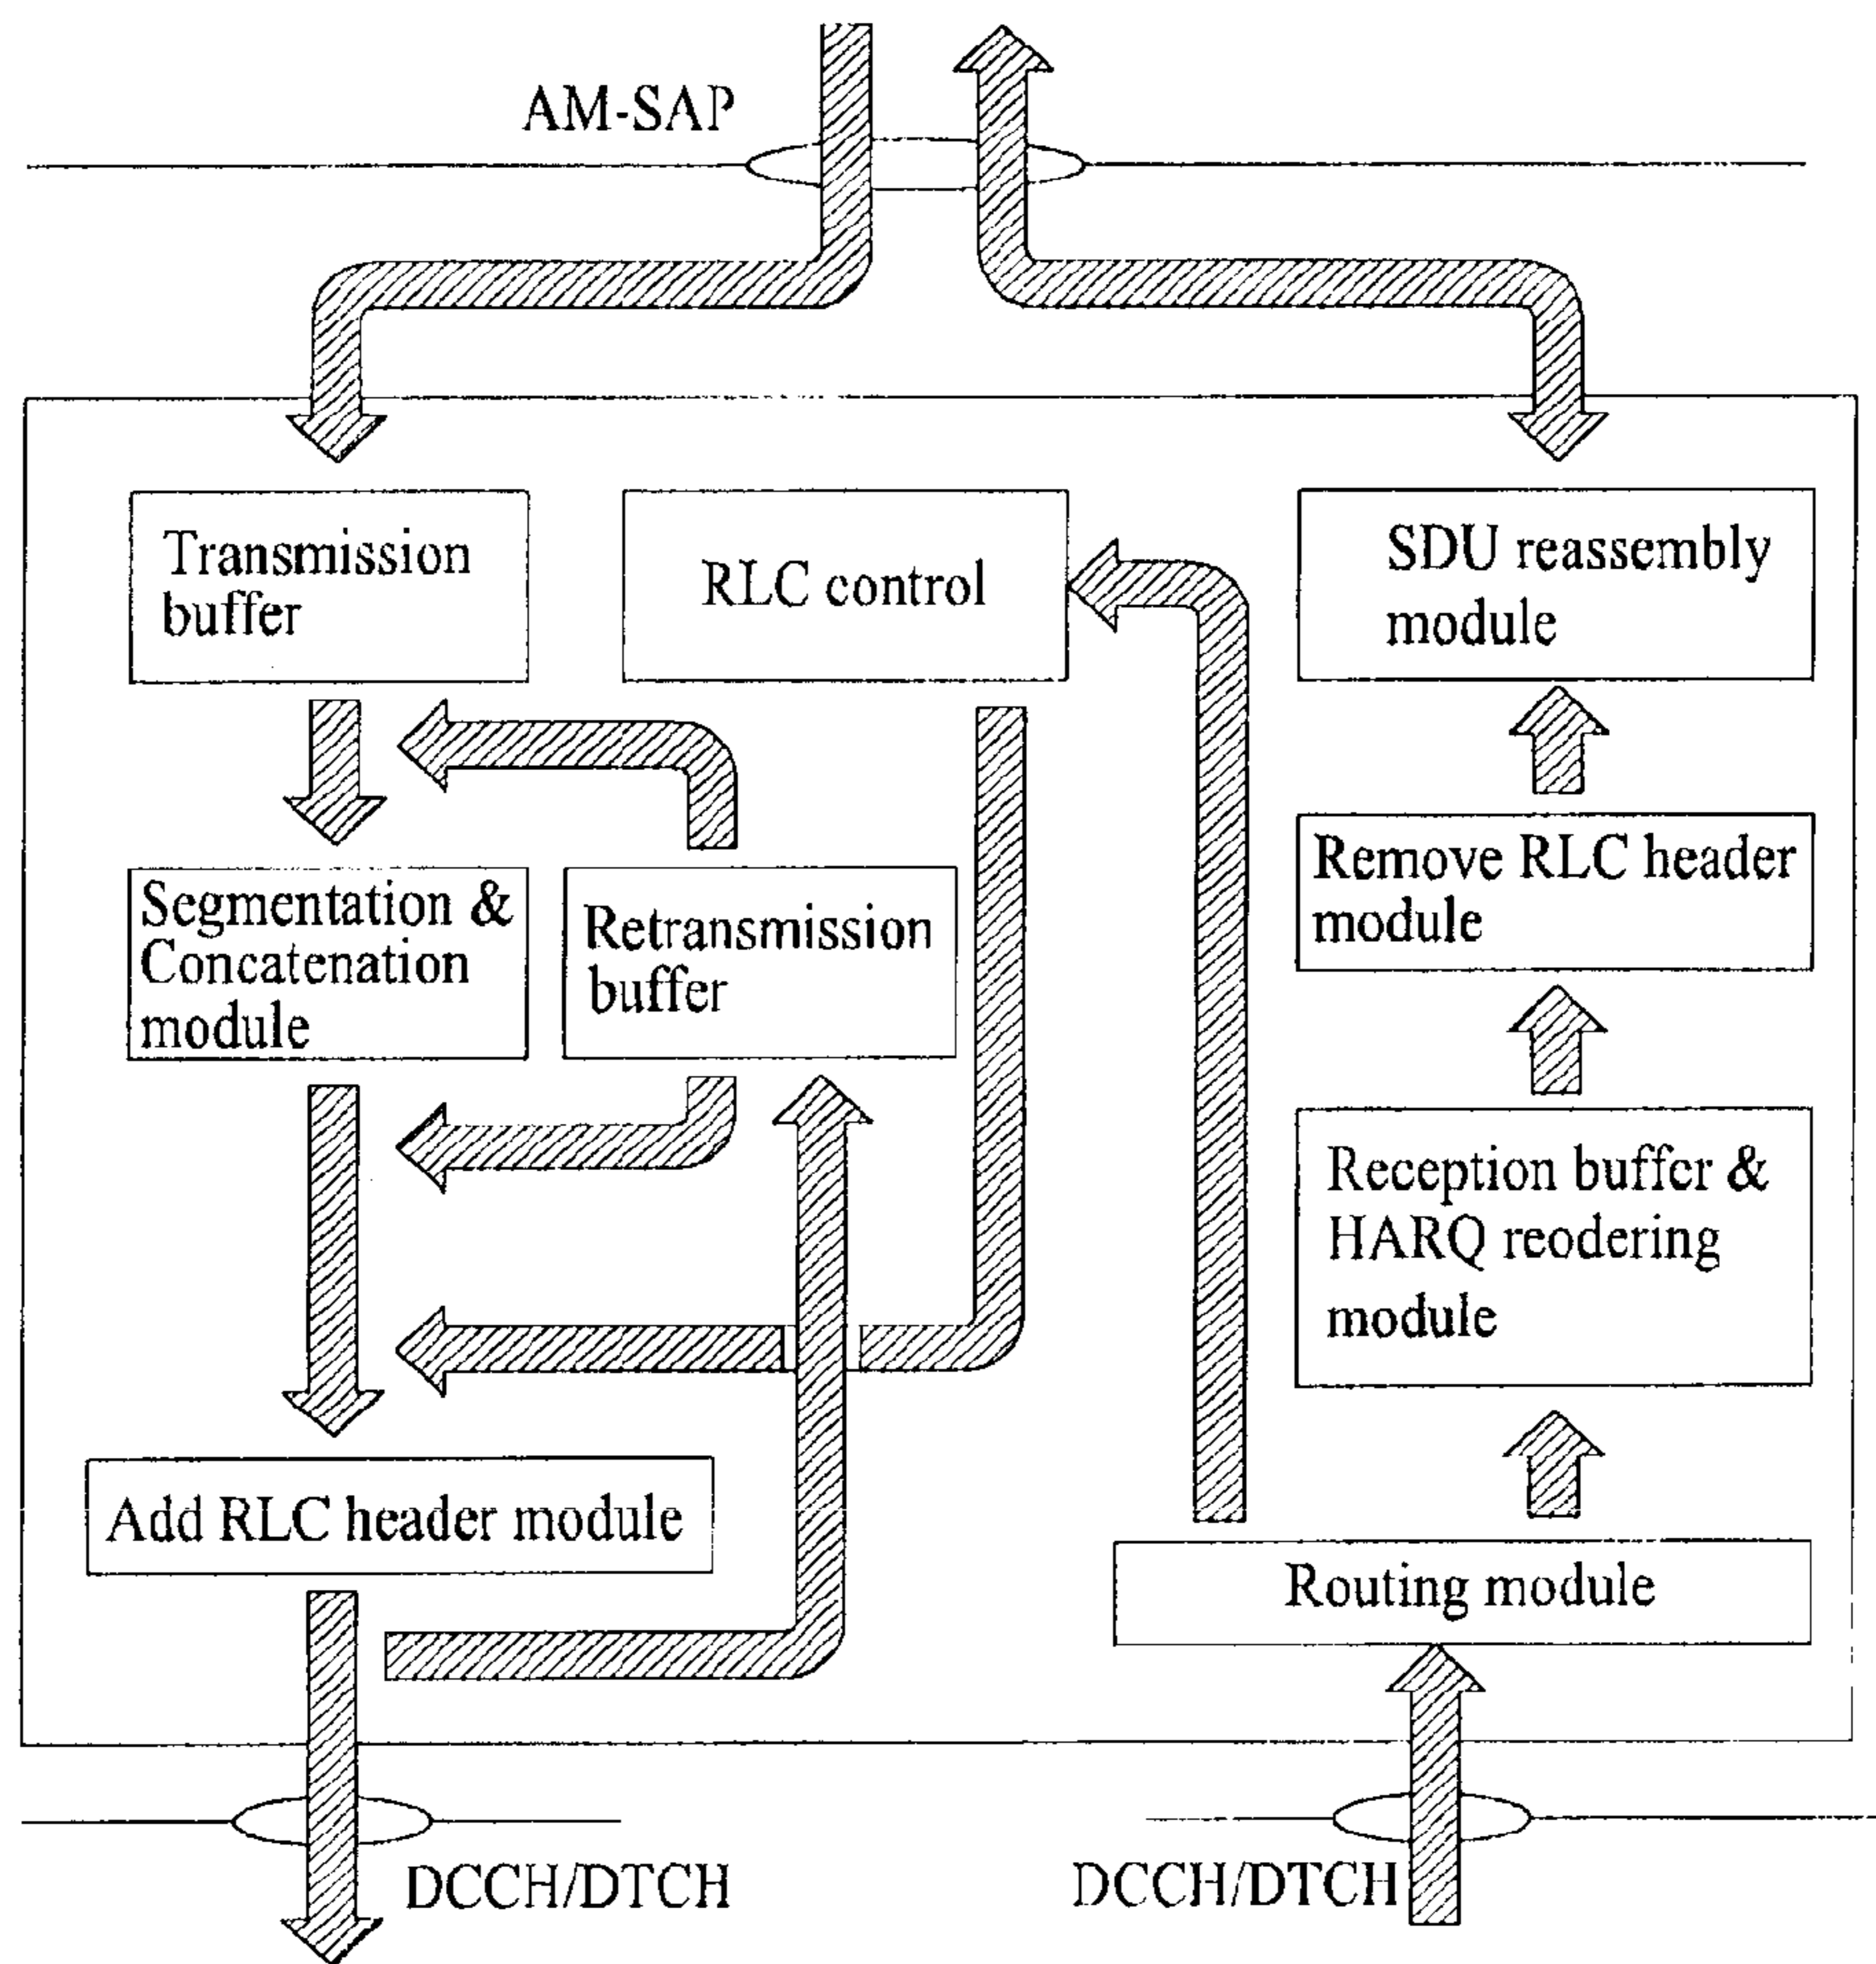 AM-SAP
Transmission
buffer
RLC control
SDU reassembly
module
Segmentation &
Concatenation
module
Retransmission
buffer
Remove RLC header
module
Reception buffer &
HARQ reodering
module
Add RLC header module
Routing module
DCCH/DTCH
DCCH/DTCH